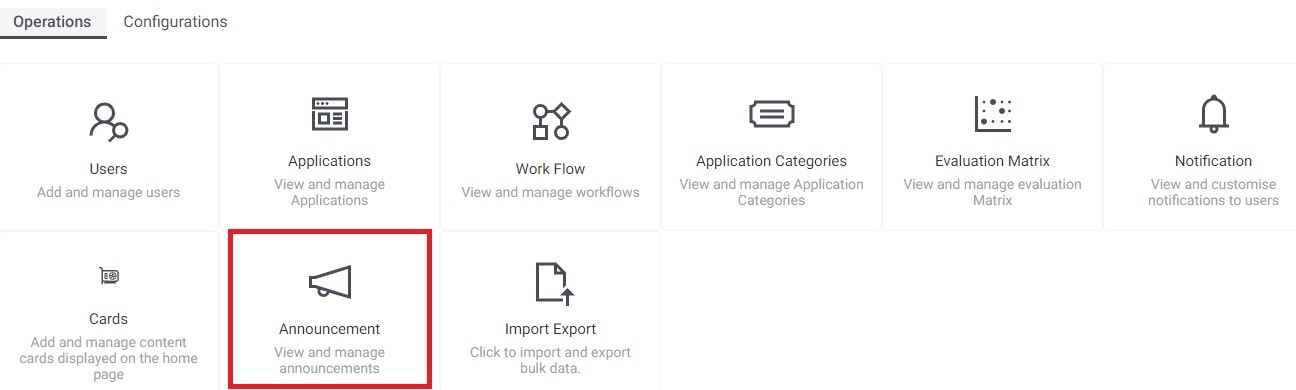 Operations
Configurations
Users
Add and manage users
Applications
View and manage
Applications
Work Flow
View and manage workflows
Application Categories
View and manage Application
Categories
Evaluation Matrix
View and manage evaluation
Matrix
Notification
View and customise
notifications to users
Cards
Add and manage content
cards displayed on the home
page
Announcement
View and manage
announcements
Import Export
Click to import and export
bulk data.